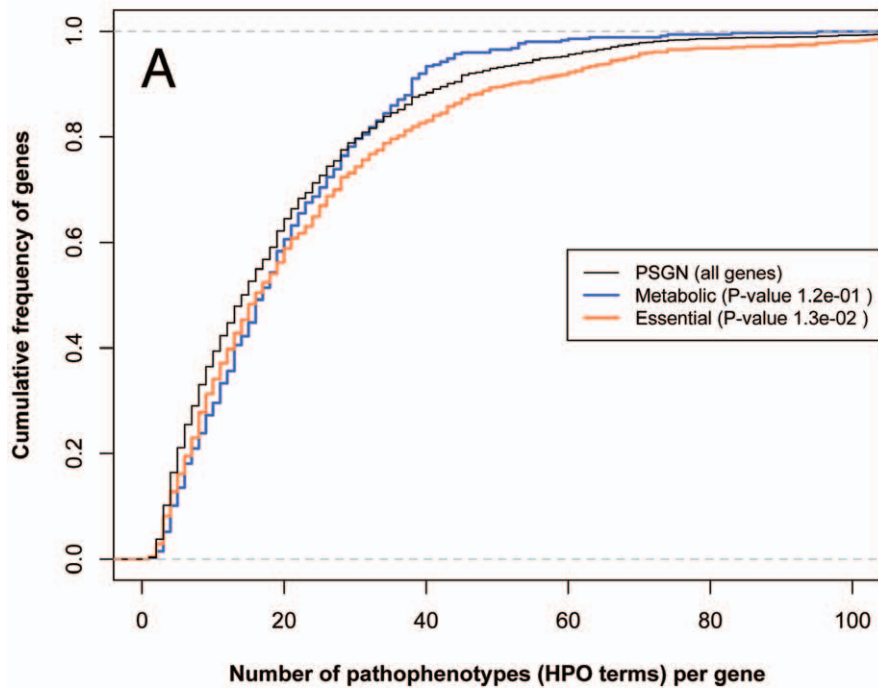 A
1.0
0.8
0.6
0.4
0.2
0.0
Cumulative frequency of genes
PSGN (all genes)
Metabolic (P-value 1.2e-01 )
Essential (P-value 1.3e-02 )
0 20 40 60 80 100
Number of pathophenotypes (HPO terms) per gene